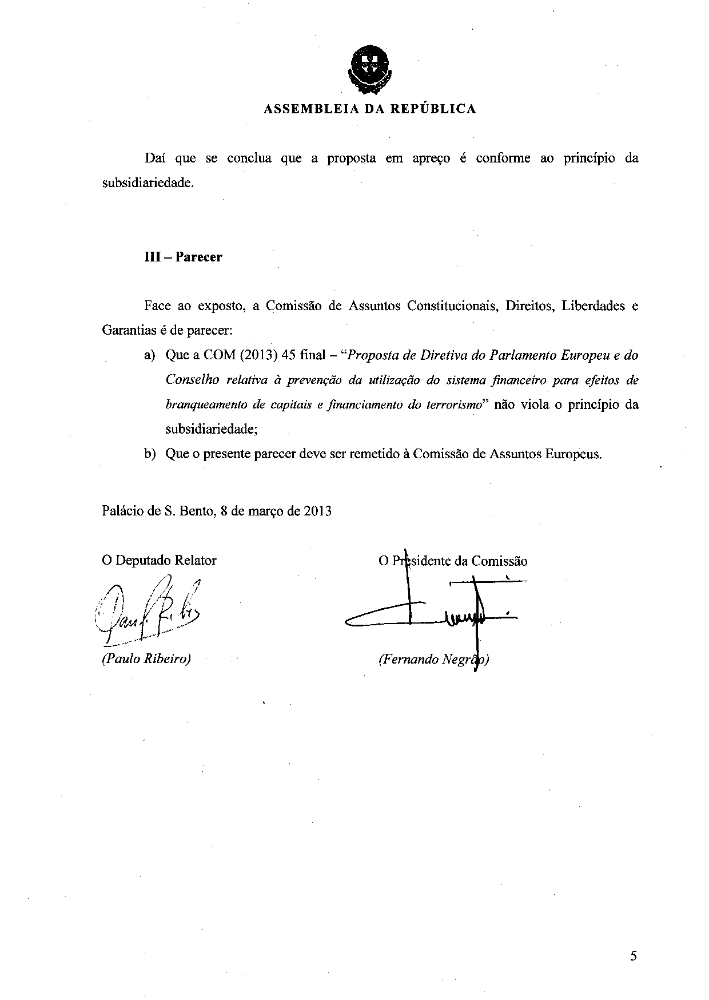 ASSEMBLEIA DA REPÚBLICA
Daí que se conclua que a proposta em apreço é conforme ao princípio da
subsidiariedade.
III – Parecer
Face ao exposto, a Comissão de Assuntos Constitucionais, Direitos, Liberdades e
Garantias é de parecer:
a) Que a COM (2013) 45 final – “Proposta de Diretiva do Parlamento Europeu e do
Conselho relativa à prevenção da utilização do sistema financeiro para efeitos de
branqueamento de capitais e financiamento do terrorismo” não viola o princípio da
subsidiariedade;
b) Que o presente parecer deve ser remetido à Comissão de Assuntos Europeus.
Palácio de S. Bento, 8 de março de 2013
O Deputado Relator
O Presidente da Comissão
(Paulo Ribeiro)
(Fernando Negrão)
5